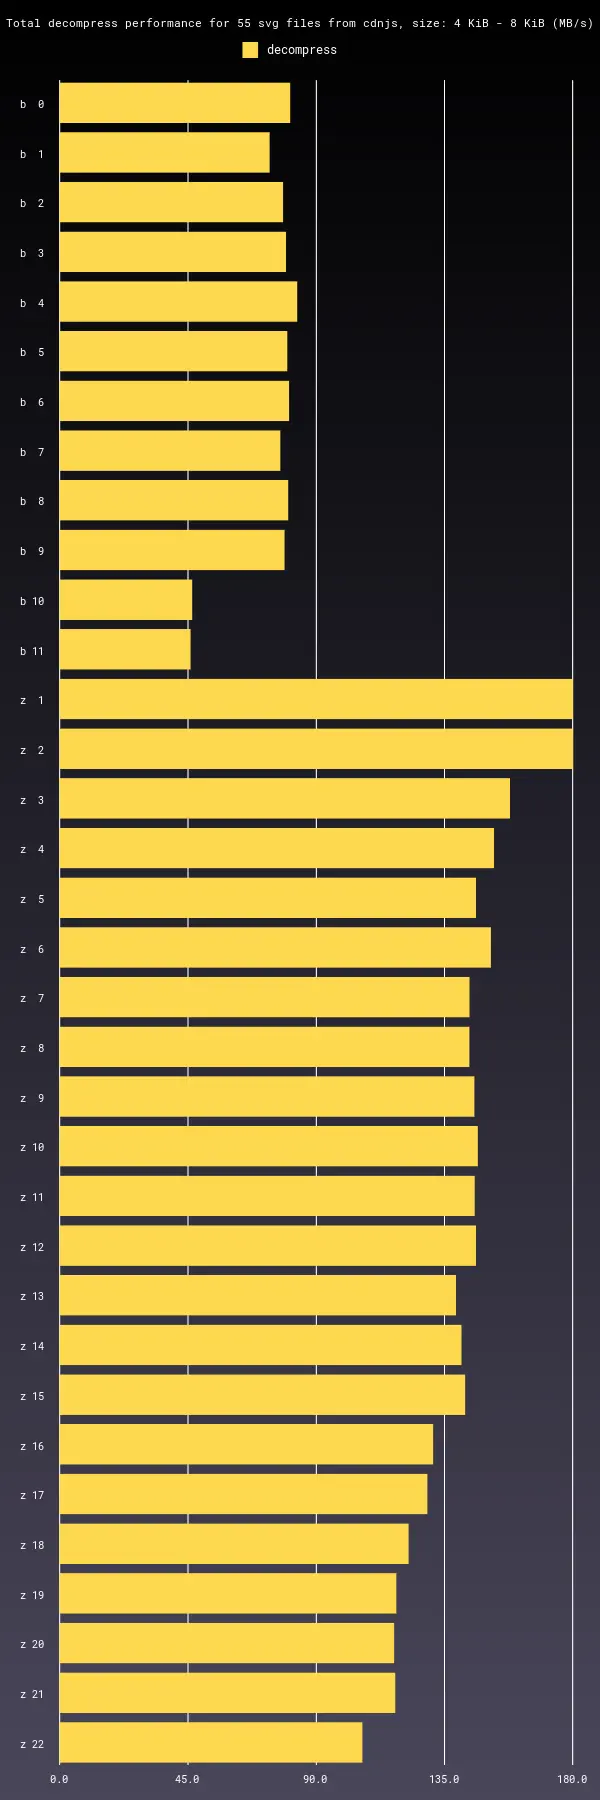 Total decompress performance for 55 svg files from cdnjs, size: 4 KiB - 8 KiB (MB/s)
decompress
b 0
b 1
b 2
b 3
b 4
b 5
b 6
b 7
b 8
b 9
b 10
b 11
z 1
z 2
z 3
z 4
z 5
z 6
z 7
z 8
z 9
z 10
z 11
z 12
z 13
z 14
z 15
z 16
z 17
z 18
z 19
z 20
z 21
z 22
0.0 45.0 90.0 135.0 180.0